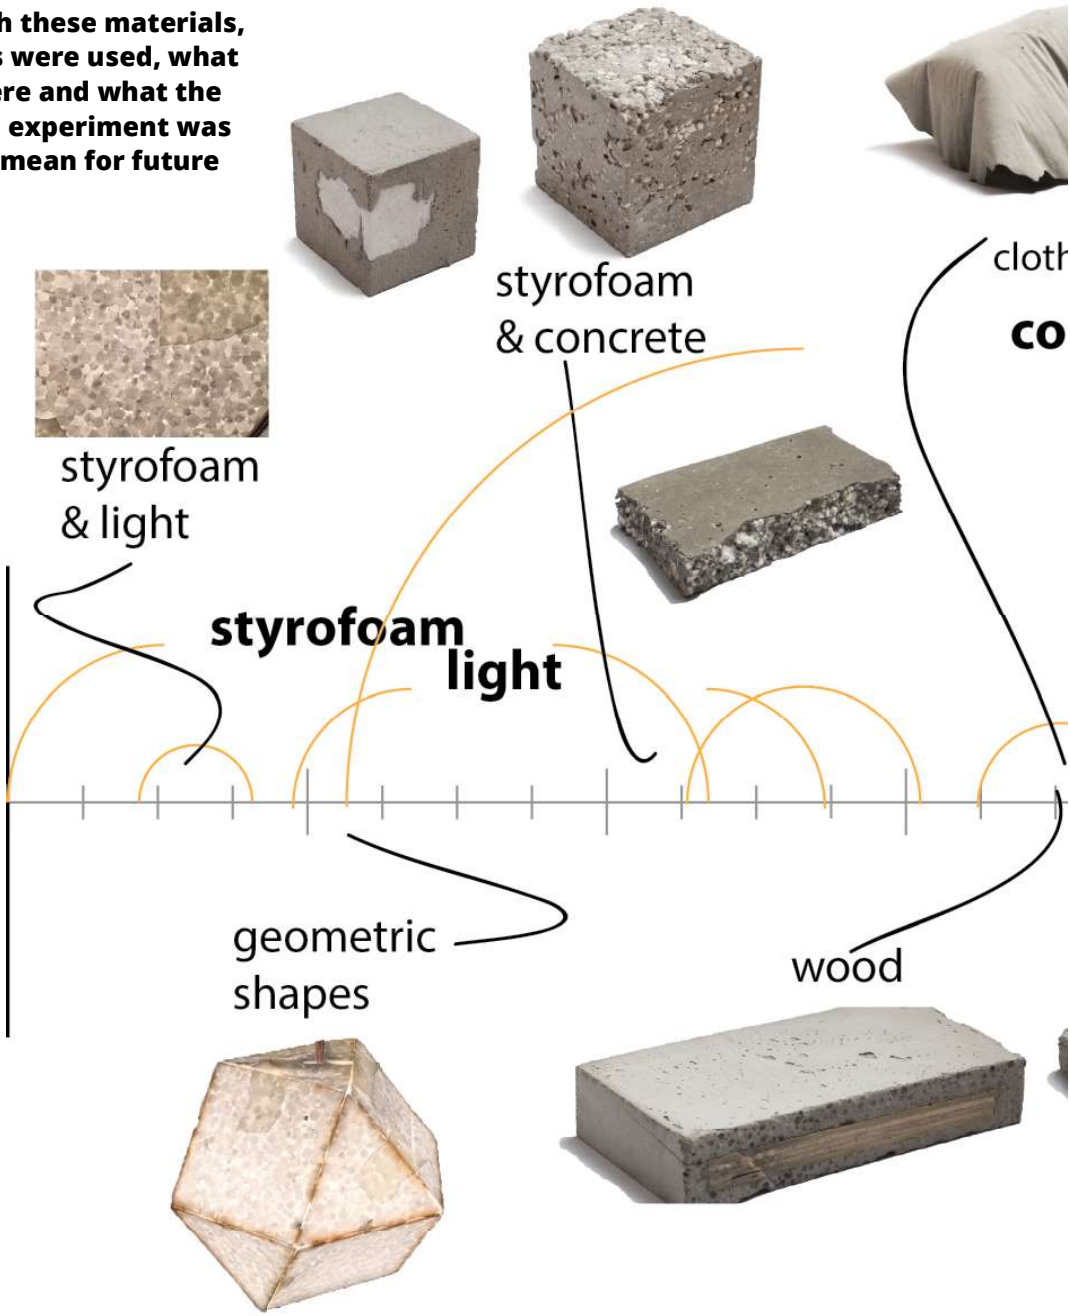 h these materials,
s were used, what
ere and what the
experiment was
mean for future
styrofoam
& concrete
cloth
co
styrofoam
& light
styrofoam
light
geometric
shapes
wood